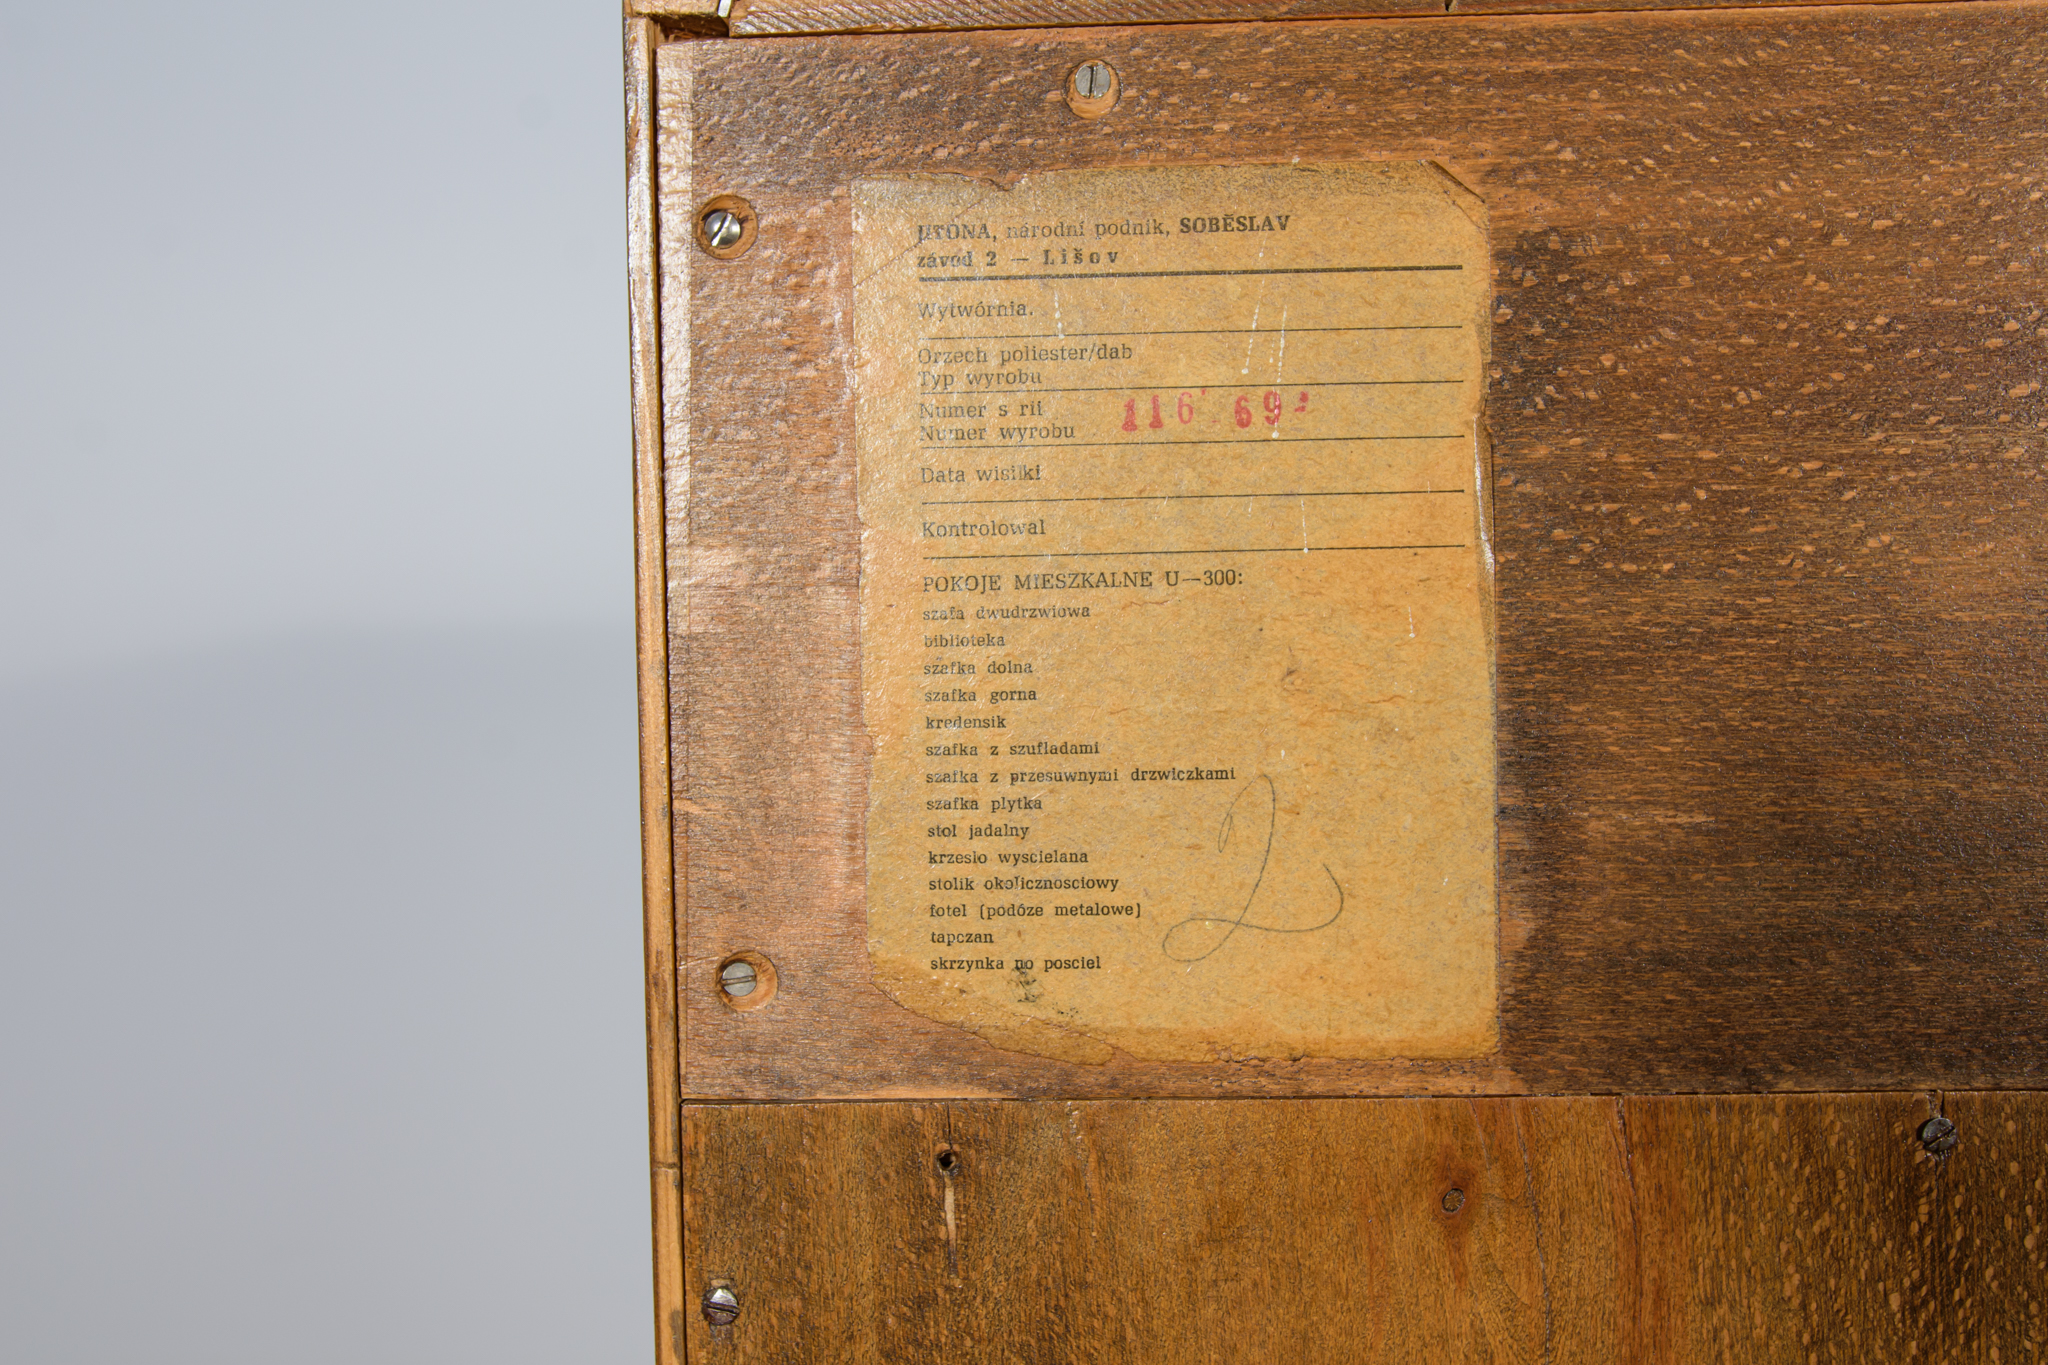 JITONA, národní podnik, SOBĚSLAV
závod 2 — Lišov
Wytwórnia.
Orzech poliester/dab
Typ wyrobu
Numer s rii
Numer wyrobu 116 69
Data wisilki
Kontrolowal
POKOJE MIESZKALNE U—300:
szafa dwudrzwiowa
biblioteka
szafka dolna
szafka gorna
kredensik
szafka z szufladami
szafka z przesuwnymi drzwiczkami
szafka plytka
stol jadalny
krzeslo wyscielana
stolik okolicznosciowy
fotel (podóze metalowe)
tapczan
skrzynka no posciel
2